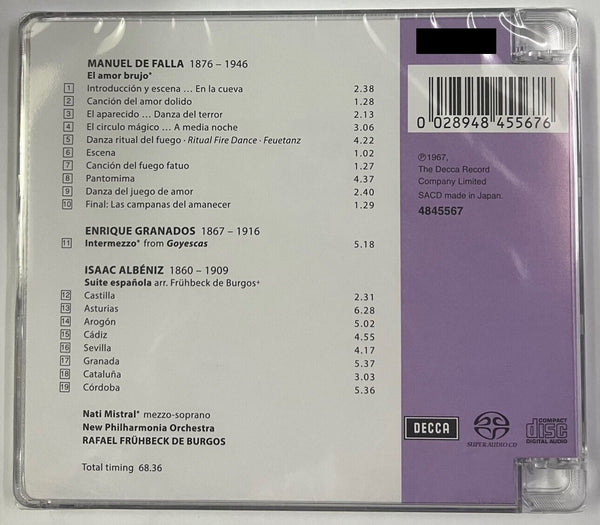 MANUEL DE FALLA 1876 – 1946
El amor brujo*
1 Introducción y escena ... En la cueva 2.38
2 Canción del amor dolido 1.28
3 El aparecido ... Danza del terror 2.13
4 El circulo mágico ... A media noche 3.06
5 Danza ritual del fuego · Ritual Fire Dance · Feuetanz 4.22
6 Escena 1.02
7 Canción del fuego fatuo 1.27
8 Pantomima 4.37
9 Danza del juego de amor 2.40
10 Final: Las campanas del amanecer 1.29
ENRIQUE GRANADOS 1867 – 1916
11 Intermezzo* from Goyescas 5.18
ISAAC ALBÉNIZ 1860 – 1909
Suite española arr. Frühbeck de Burgos+
12 Castilla 2.31
13 Asturias 6.28
14 Arogón 5.02
15 Cádiz 4.55
16 Sevilla 4.17
17 Granada 5.37
18 Cataluña 3.03
19 Córdoba 5.36
Nati Mistral* mezzo-soprano
New Philharmonia Orchestra
RAFAEL FRÜHBECK DE BURGOS
Total timing 68.36
0 028948 455676
℗1967,
The Decca Record
Company Limited
SACD made in Japan.
4845567
DECCA
SUPER AUDIO CD
COMPACT
disc
DIGITAL AUDIO